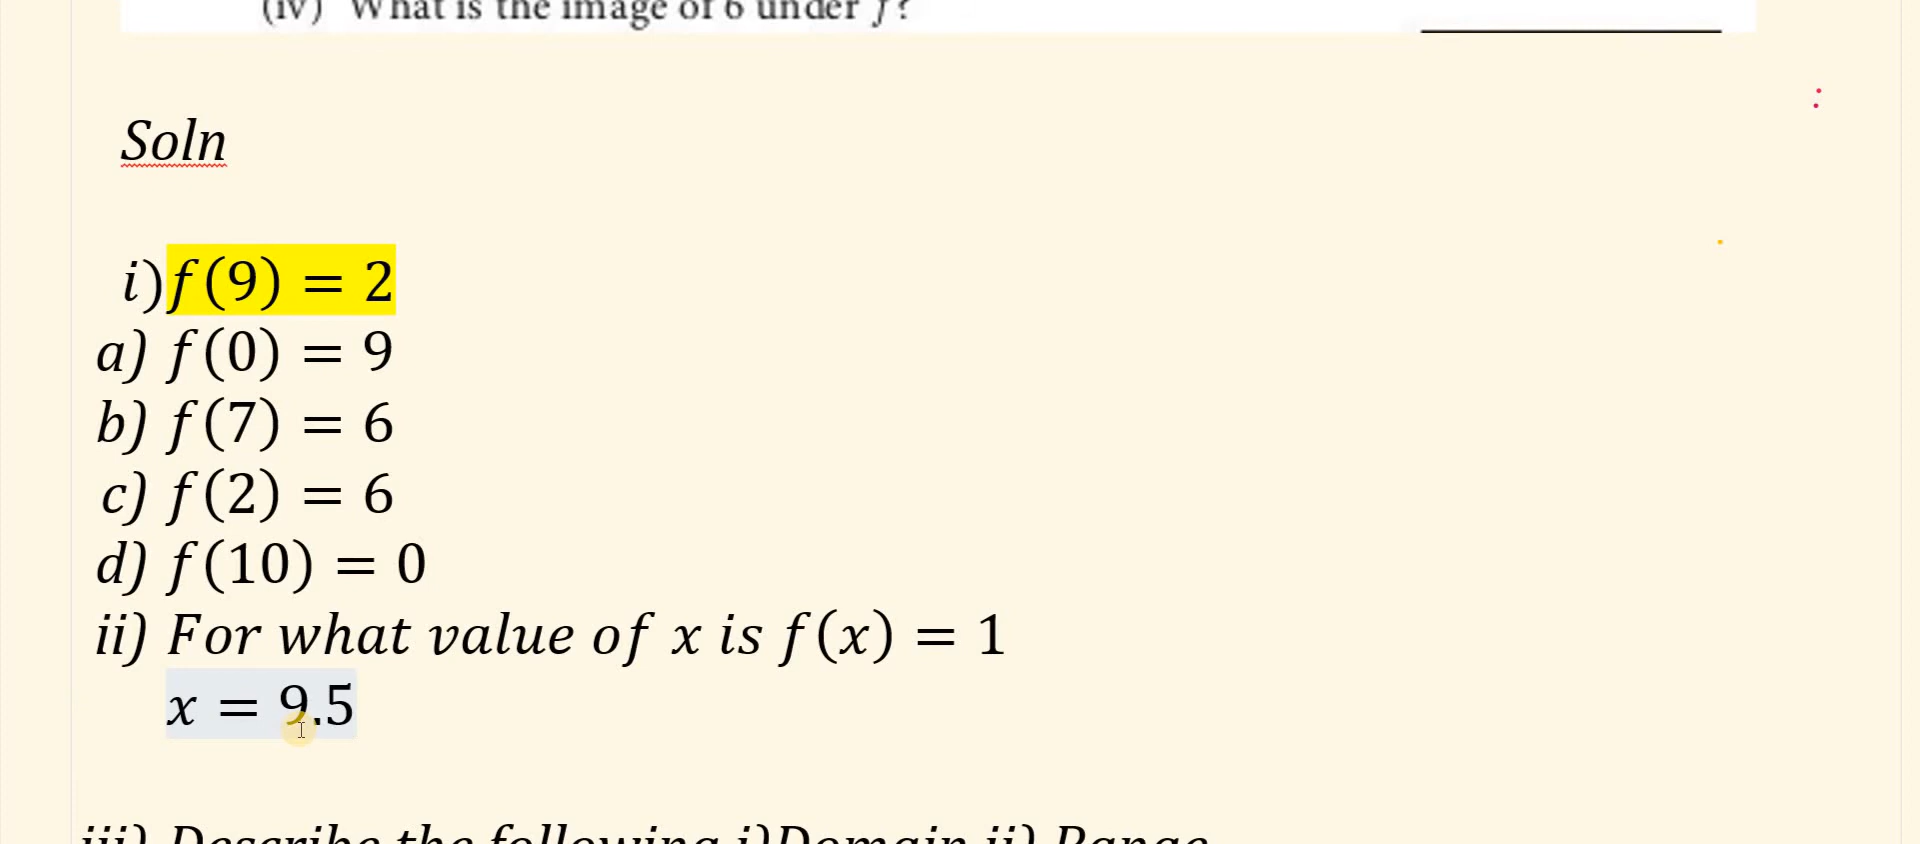 (iv) What is the image of 6 under f?
Soln
i) f(9) = 2
a) f(0) = 9
b) f(7) = 6
c) f(2) = 6
d) f(10) = 0
ii) For what value of x is f(x) = 1
x = 9.5
iii) Describe the following i)Domain ii) Range